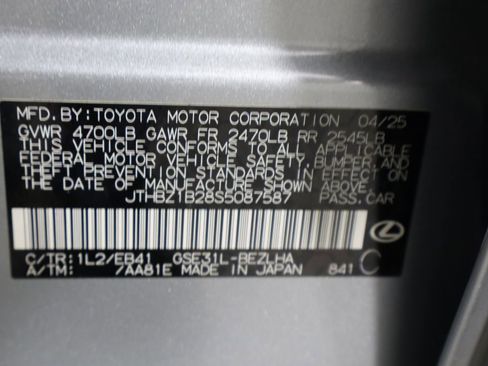 MFD. BY: TOYOTA MOTOR CORPORATION 04/25
GVWR 4700LB GAWR FR 2470LB RR 2545LB
THIS VEHICLE CONFORMS TO ALL APPLICABLE
FEDERAL MOTOR VEHICLE SAFETY, BUMPER AND
THEFT PREVENTION STANDARDS IN EFFECT ON
THE DATE OF MANUFACTURE SHOWN ABOVE.
JTHBZ1B28S5087587 PASS.CAR
C/TR: 1L2/EB41 GSE31L-BEZLHA
A/TM: /AA81E MADE IN JAPAN 841 C